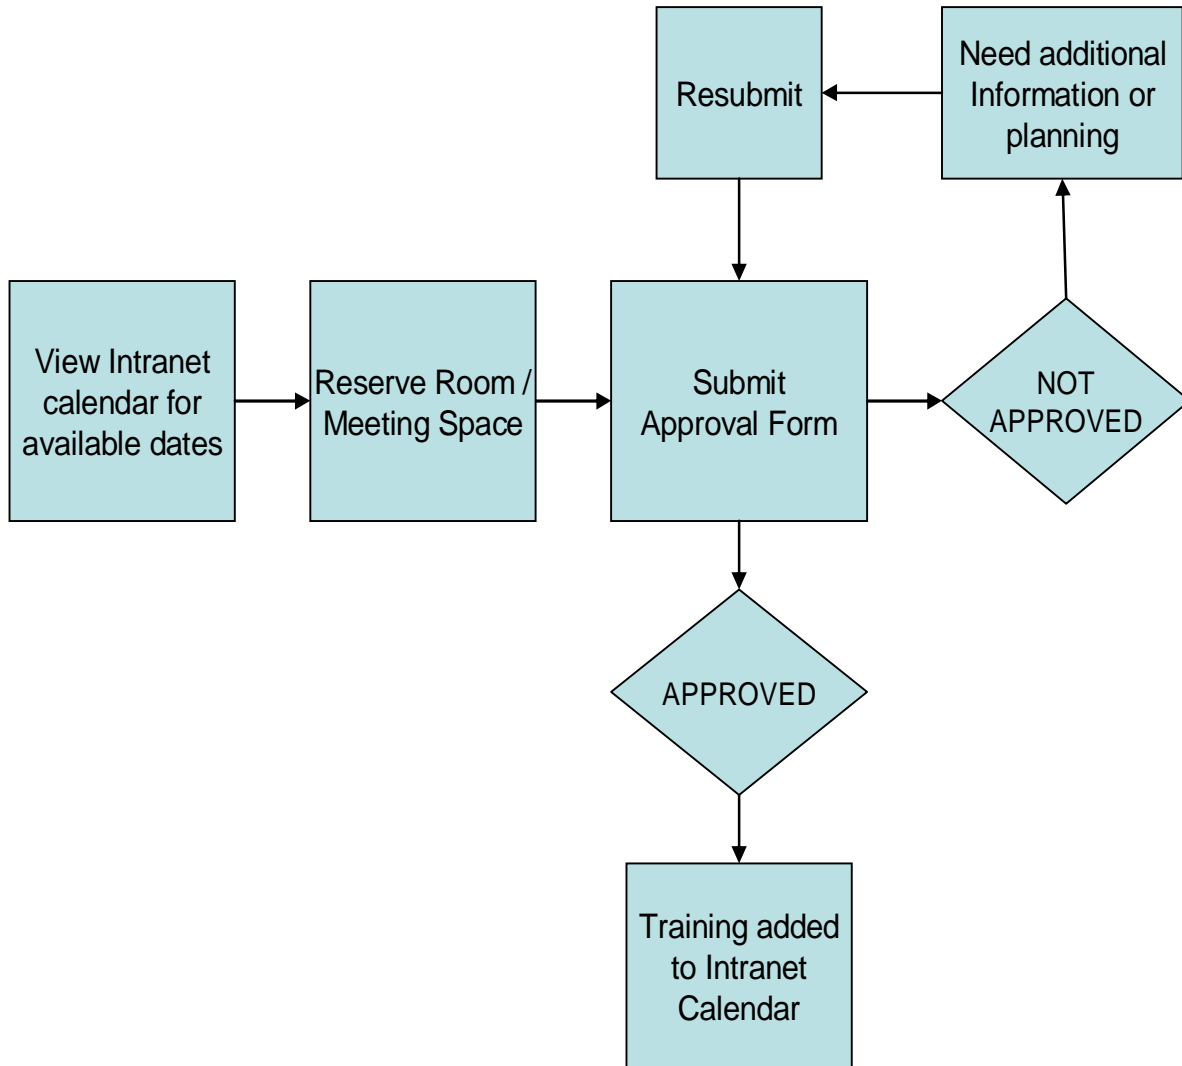 Resubmit
Need additional
Information or
planning
View Intranet
calendar for
available dates
Reserve Room /
Meeting Space
Submit
Approval Form
NOT
APPROVED
APPROVED
Training added
to Intranet
Calendar